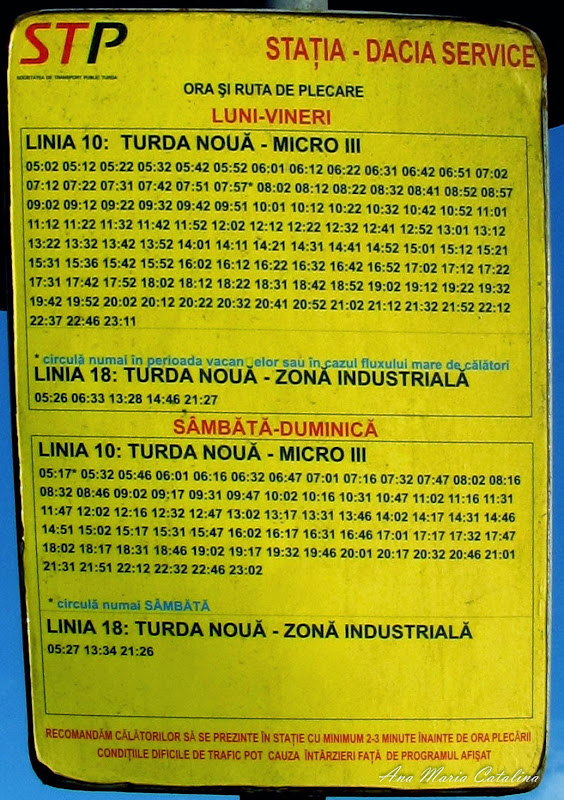 STP
SOCIETATEA DE TRANSPORT PUBLIC TURDA
STAȚIA - DACIA SERVICE
ORA ȘI RUTA DE PLECARE
LUNI-VINERI
LINIA 10: TURDA NOUĂ - MICRO III
05:02 05:12 05:22 05:32 05:42 05:52 06:01 06:12 06:22 06:31 06:42 06:51 07:02
07:12 07:22 07:31 07:42 07:51 07:57* 08:02 08:12 08:22 08:32 08:41 08:52 08:57
09:02 09:12 09:22 09:32 09:42 09:51 10:01 10:12 10:22 10:32 10:42 10:52 11:01
11:12 11:22 11:32 11:42 11:52 12:02 12:12 12:22 12:32 12:41 12:52 13:01 13:12
13:22 13:32 13:42 13:52 14:01 14:11 14:21 14:31 14:41 14:52 15:01 15:12 15:21
15:31 15:36 15:42 15:52 16:02 16:12 16:22 16:32 16:42 16:52 17:02 17:12 17:22
17:31 17:42 17:52 18:02 18:12 18:22 18:31 18:42 18:52 19:02 19:12 19:22 19:32
19:42 19:52 20:02 20:12 20:22 20:32 20:41 20:52 21:02 21:12 21:32 21:52 22:12
22:37 22:46 23:11
* circulă numai în perioada vacan elor sau în cazul fluxului mare de călători
LINIA 18: TURDA NOUĂ - ZONĂ INDUSTRIALĂ
05:26 06:33 13:28 14:46 21:27
SÂMBĂTĂ-DUMINICĂ
LINIA 10: TURDA NOUĂ - MICRO III
05:17* 05:32 05:46 06:01 06:16 06:32 06:47 07:01 07:16 07:32 07:47 08:02 08:16
08:32 08:46 09:02 09:17 09:31 09:47 10:02 10:16 10:31 10:47 11:02 11:16 11:31
11:47 12:02 12:16 12:32 12:47 13:02 13:17 13:31 13:46 14:02 14:17 14:31 14:46
14:51 15:02 15:17 15:31 15:47 16:02 16:17 16:31 16:46 17:01 17:17 17:32 17:47
18:02 18:17 18:31 18:46 19:02 19:17 19:32 19:46 20:01 20:17 20:32 20:46 21:01
21:31 21:51 22:12 22:32 22:46 23:02
* circulă numai SÂMBĂTĂ
LINIA 18: TURDA NOUĂ - ZONĂ INDUSTRIALĂ
05:27 13:34 21:26
RECOMANDĂM CĂLĂTORILOR SĂ SE PREZINTE ÎN STAȚIE CU MINIMUM 2-3 MINUTE ÎNAINTE DE ORA PLECĂRII
CONDIȚIILE DIFICILE DE TRAFIC POT CAUZA ÎNTÂRZIERI FAȚĂ DE PROGRAMUL AFIȘAT
Ana Maria Catalina